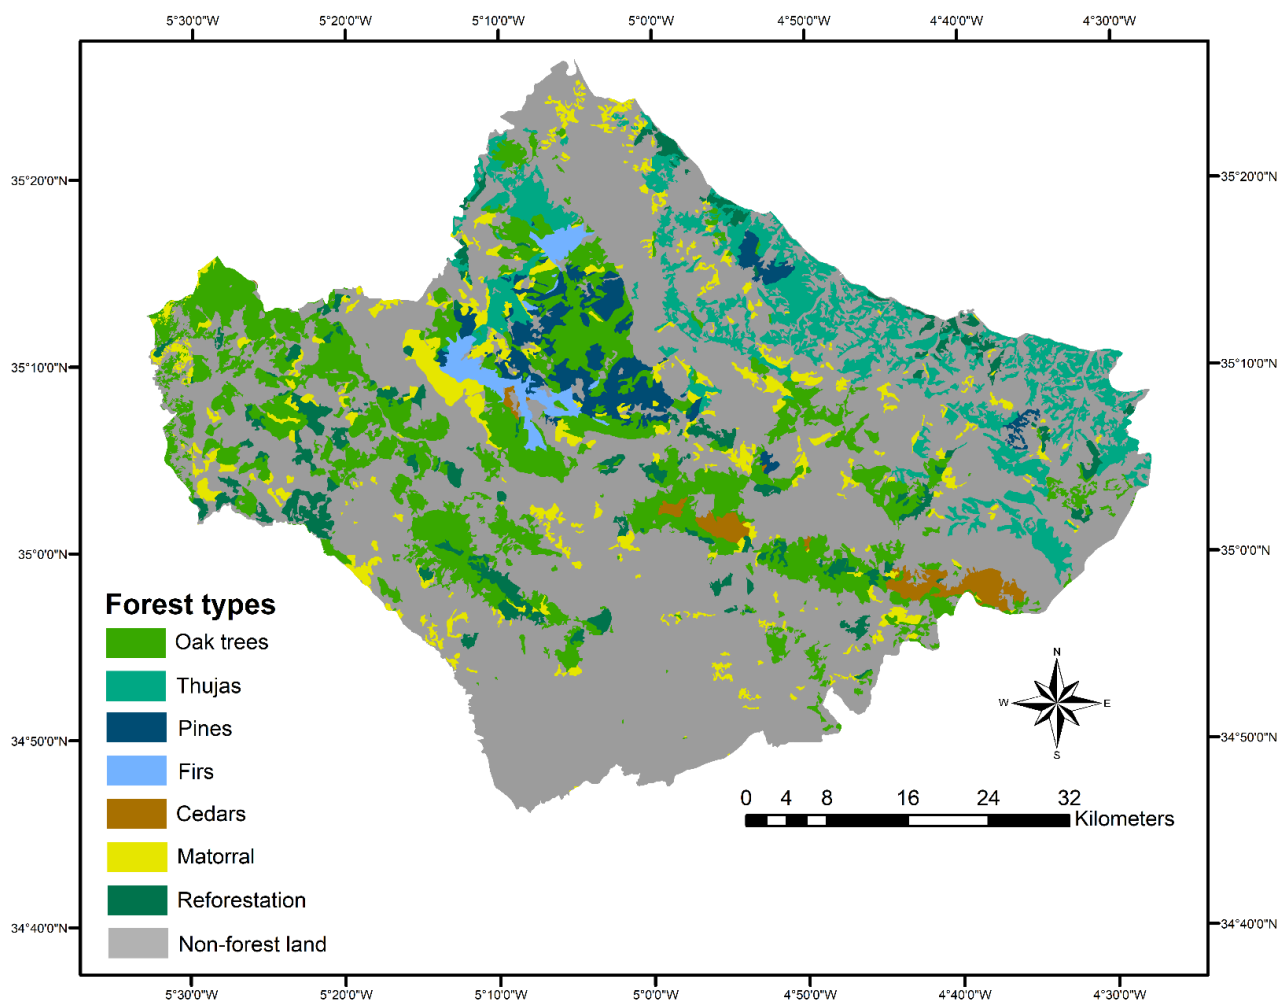 5°30'0"W 5°20'0"W 5°10'0"W 5°0'0"W 4°50'0"W 4°40'0"W 4°30'0"W
35°20'0"N 35°20'0"N
35°10'0"N 35°10'0"N
35°0'0"N 35°0'0"N
Forest types
Oak trees
Thujas
Pines
Firs
Cedars
Matorral
Reforestation
Non-forest land
N
W E
S
34°50'0"N 34°50'0"N
0 4 8 16 24 32
Kilometers
34°40'0"N 34°40'0"N
5°30'0"W 5°20'0"W 5°10'0"W 5°0'0"W 4°50'0"W 4°40'0"W 4°30'0"W